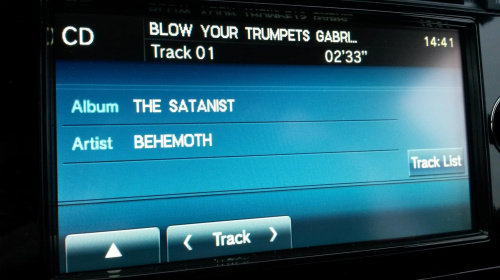 CD
BLOW YOUR TRUMPETS GABRI...
14:41
Track 01 02'33"
Album THE SATANIST
Artist BEHEMOTH
Track List
Track